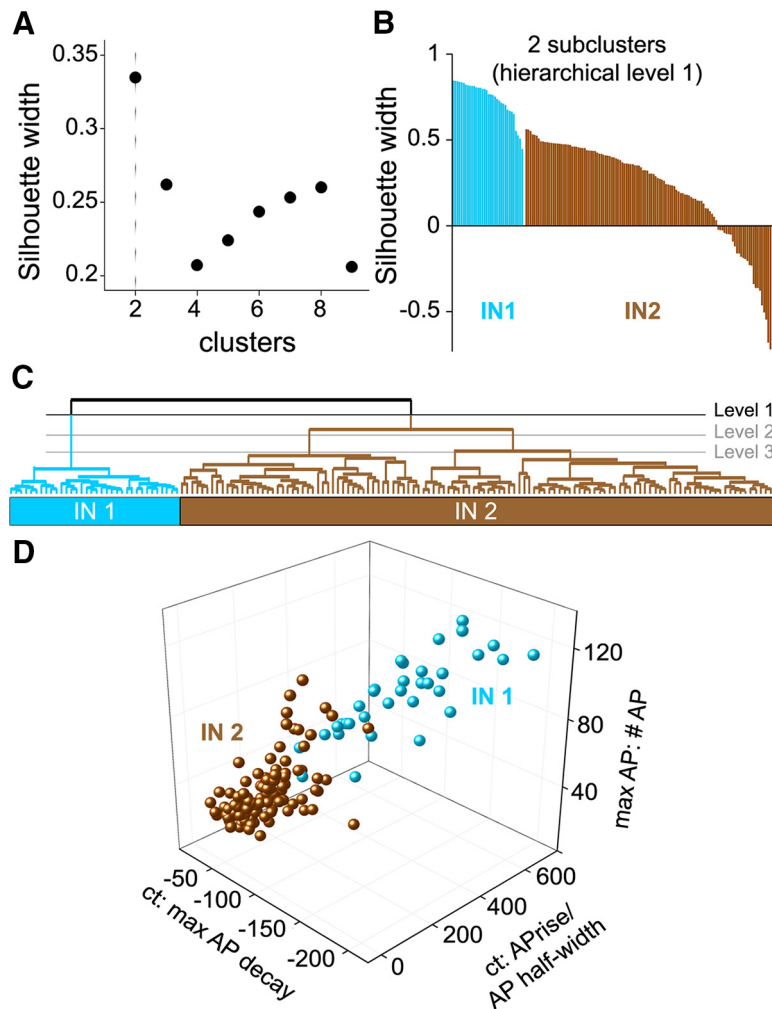 A
0.35
0.3
0.25
0.2
Silhouette width
2
4
6
8
clusters
B
2 subclusters
(hierarchical level 1)
1
0.5
0
-0.5
Silhouette width
IN1
IN2
C
Level 1
Level 2
Level 3
IN 1
IN 2
D
IN 2
IN 1
120
80
40
max AP: # AP
-50
-100
-150
-200
ct: max AP decay
0
200
400
600
ct: APrise/
AP half-width